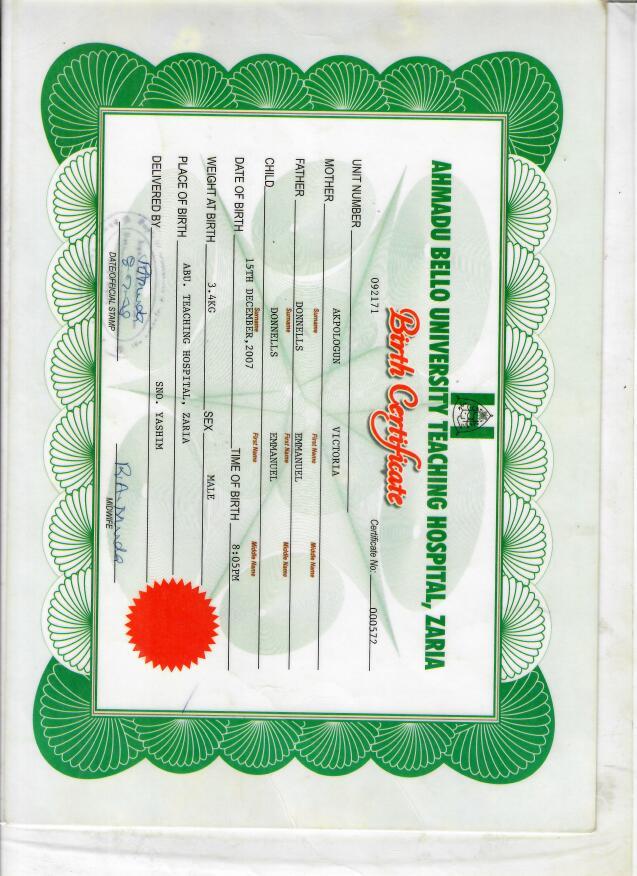 AHMADU BELLO UNIVERSITY TEACHING HOSPITAL, ZARIA
Birth Certificate
Certificate No: 000572
UNIT NUMBER 092171
MOTHER AKPOLOGUN VICTORIA
Surname First Name Middle Name
FATHER DONNELLS EMMANUEL
Surname First Name Middle Name
CHILD DONNELLS EMMANUEL
Surname First Name Middle Name
DATE OF BIRTH 15TH DECEMBER, 2007 TIME OF BIRTH 8:05PM
WEIGHT AT BIRTH 3.4KG SEX MALE
PLACE OF BIRTH ABU. TEACHING HOSPITAL, ZARIA
DELIVERED BY SNO. YASHIM
DATE/OFFICIAL STAMP MIDWIFE